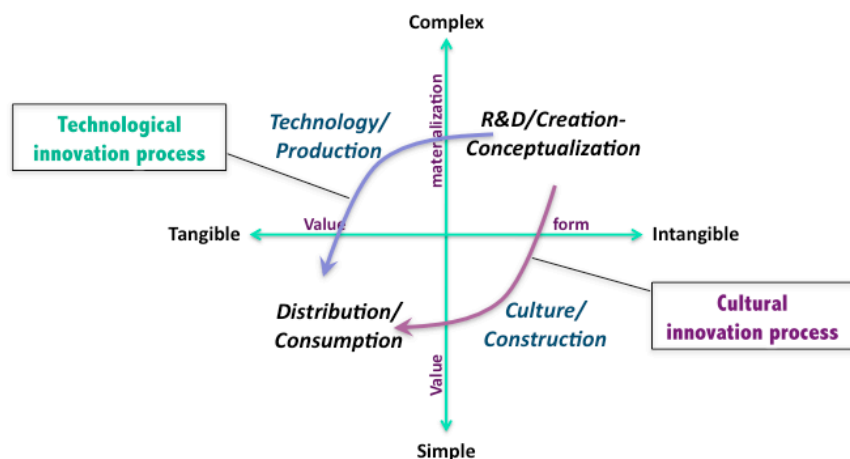 Complex
Technological
innovation process
Technology/
Production
materialization
R&D/Creation-
Conceptualization
Tangible
Value
form
Intangible
Distribution/
Consumption
Value
Culture/
Construction
Cultural
innovation process
Simple